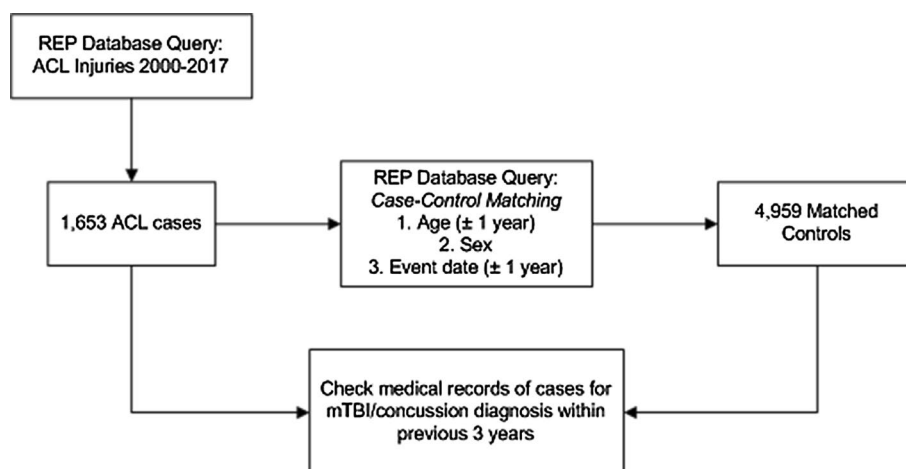 REP Database Query:
ACL Injuries 2000-2017
1,653 ACL cases
REP Database Query:
Case-Control Matching
1. Age (± 1 year)
2. Sex
3. Event date (± 1 year)
4,959 Matched
Controls
Check medical records of cases for
mTBI/concussion diagnosis within
previous 3 years